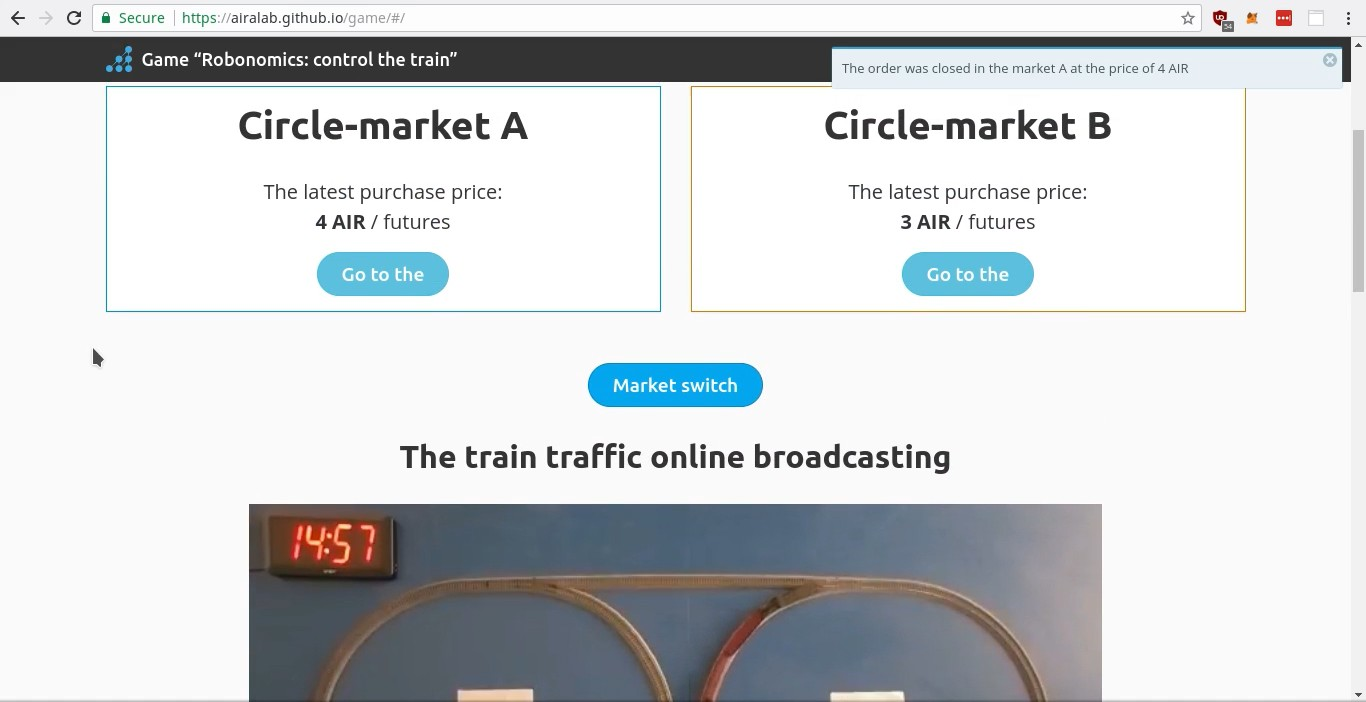 Secure https://airalab.github.io/game/#/
54
Game “Robonomics: control the train”
The order was closed in the market A at the price of 4 AIR
Circle-market A
The latest purchase price:
4 AIR / futures
Go to the
Circle-market B
The latest purchase price:
3 AIR / futures
Go to the
Market switch
The train traffic online broadcasting
14:57